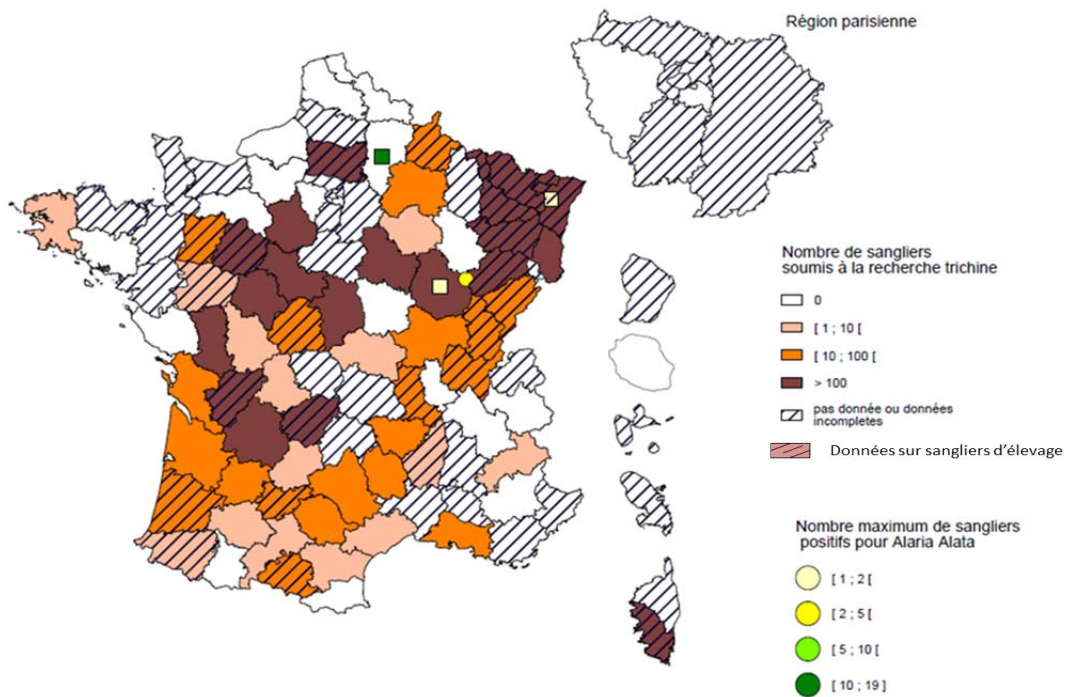 Région parisienne
Nombre de sangliers
soumis à la recherche trichine
0
[ 1 ; 10 [
[ 10 ; 100 [
> 100
pas donnée ou données
incompletes
Données sur sangliers d’élevage
Nombre maximum de sangliers
positifs pour Alaria Alata
[ 1 ; 2 [
[ 2 ; 5 [
[ 5 ; 10 [
[ 10 ; 19 ]